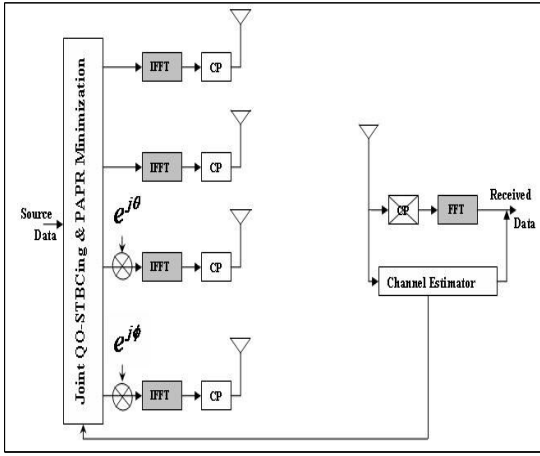 Joint QO-STBCing & PAPR Minimization
Source
Data
IFFT
CP
IFFT
CP
e^{jθ}
IFFT
CP
e^{jϕ}
IFFT
CP
CP
FFT
Received
Data
Channel Estimator